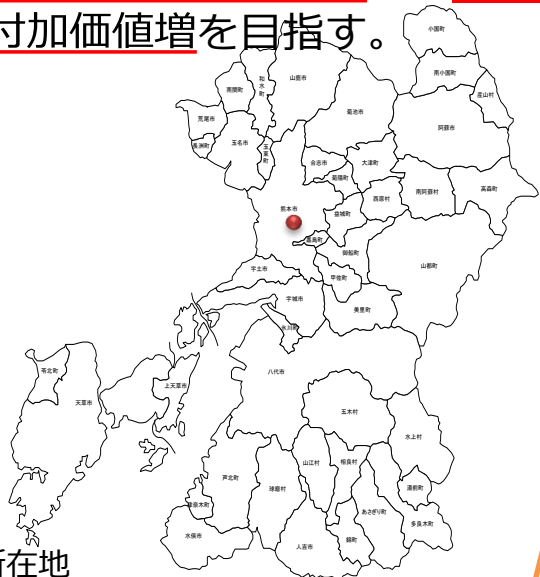 付加価値増を目指す。
小国町
南小国町
産山村
山鹿市
和水町
南関町
菊池市
阿蘇市
荒尾市
玉名市
長洲町
玉東町
合志市
大津町
菊陽町
西原村
南阿蘇村
高森町
熊本市
益城町
嘉島町
御船町
山都町
宇土市
甲佐町
宇城市
美里町
氷川町
八代市
苓北町
天草市
上天草市
五木村
水上村
山江村
相良村
芦北町
球磨村
湯前町
津奈木町
あさぎり町
多良木町
水俣市
人吉市
錦町
所在地